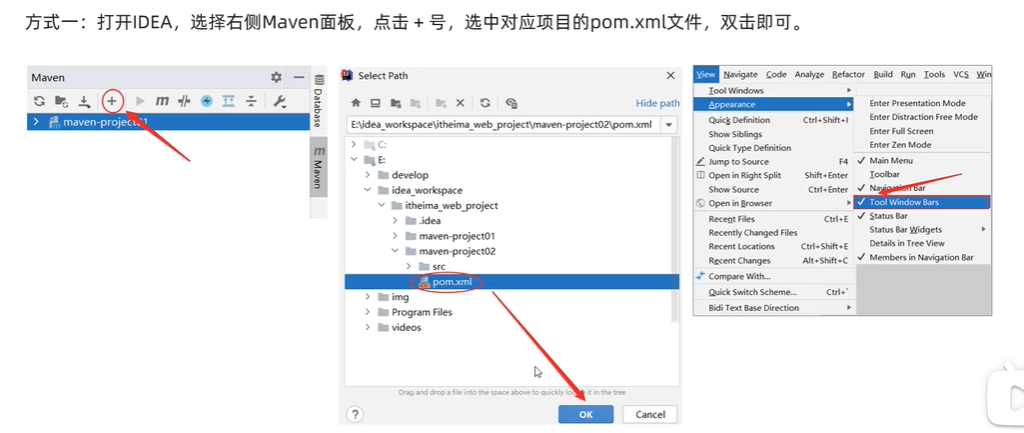 方式一：打开IDEA，选择右侧Maven面板，点击 + 号，选中对应项目的pom.xml文件，双击即可。
Maven
maven-project01
Database
Maven
Select Path
Hide path
E:\idea_workspace\itheima_web_project\maven-project02\pom.xml
C:
E:
develop
idea_workspace
itheima_web_project
.idea
maven-project01
maven-project02
src
pom.xml
img
Program Files
videos
Drag and drop a file into the space above to quickly locate it in the tree
?
OK
Cancel
View Navigate Code Analyze Refactor Build Run Tools VCS Win
Tool Windows
Appearance
Quick Definition Ctrl+Shift+I
Show Siblings
Quick Type Definition
Jump to Source F4
Open in Right Split Shift+Enter
Show Source Ctrl+Enter
Open in Browser
Recent Files Ctrl+E
Recently Changed Files
Recent Locations Ctrl+Shift+E
Recent Changes Alt+Shift+C
Compare With...
Quick Switch Scheme... Ctrl+`
Bidi Text Base Direction
Enter Presentation Mode
Enter Distraction Free Mode
Enter Full Screen
Enter Zen Mode
Main Menu
Toolbar
Navigation Bar
Tool Window Bars
Status Bar
Status Bar Widgets
Details in Tree View
Members in Navigation Bar